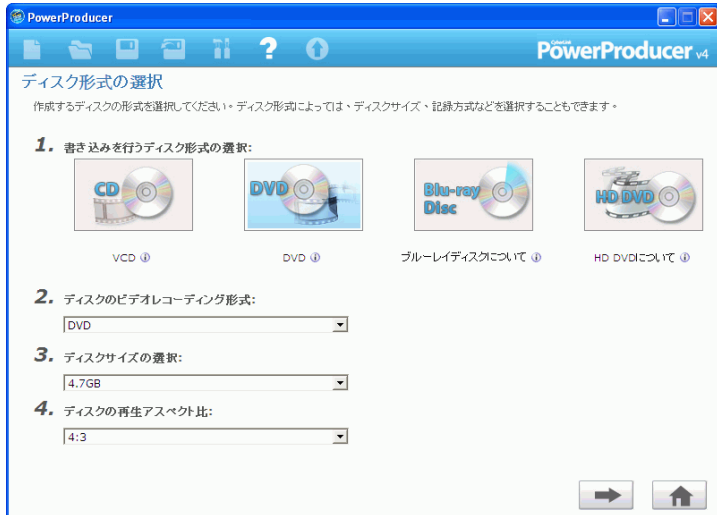 PowerProducer
CyberLink
PowerProducer v4
ディスク形式の選択
作成するディスクの形式を選択してください。ディスク形式によっては、ディスクサイズ、記録方式などを選択することもできます。
1. 書き込みを行うディスク形式の選択:
CD
DVD
Blu-ray Disc
HD DVD
VCD
DVD
ブルーレイディスクについて
HD DVDについて
2. ディスクのビデオレコーディング形式:
DVD
3. ディスクサイズの選択:
4.7GB
4. ディスクの再生アスペクト比:
4:3